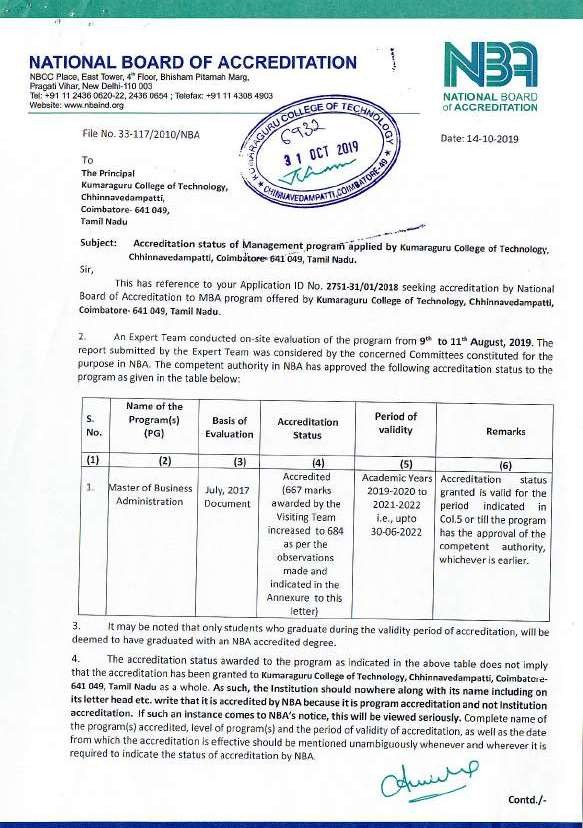 NATIONAL BOARD OF ACCREDITATION
NBCC Place, East Tower, 4th Floor, Bhisham Pitamah Marg,
Pragati Vihar, New Delhi-110 003
Tel: +91 11 2436 0620-22, 2436 0654 ; Telefax: +91 11 4308 4903
Website: www.nbaind.org
NBA
NATIONAL BOARD
of ACCREDITATION
File No. 33-117/2010/NBA
KUMARAGURU COLLEGE OF TECHNOLOGY
6932
31 OCT 2019
CHINNAVEDAMPATTI, COIMBATORE-49
Date: 14-10-2019
To
The Principal
Kumaraguru College of Technology,
Chhinnavedampatti,
Coimbatore- 641 049,
Tamil Nadu
Subject: Accreditation status of Management program applied by Kumaraguru College of Technology,
Chhinnavedampatti, Coimbatore- 641 049, Tamil Nadu.
Sir,
This has reference to your Application ID No. 2751-31/01/2018 seeking accreditation by National
Board of Accreditation to MBA program offered by Kumaraguru College of Technology, Chhinnavedampatti,
Coimbatore- 641 049, Tamil Nadu.
2. An Expert Team conducted on-site evaluation of the program from 9th to 11th August, 2019. The
report submitted by the Expert Team was considered by the concerned Committees constituted for the
purpose in NBA. The competent authority in NBA has approved the following accreditation status to the
program as given in the table below:
S. No.
Name of the Program(s) (PG)
Basis of Evaluation
Accreditation Status
Period of validity
Remarks
(1) (2) (3) (4) (5) (6)
1.
Master of Business
Administration
July, 2017
Document
Accredited
(667 marks
awarded by the
Visiting Team
increased to 684
as per the
observations
made and
indicated in the
Annexure to this
letter)
Academic Years
2019-2020 to
2021-2022
i.e., upto
30-06-2022
Accreditation status
granted is valid for the
period indicated in
Col.5 or till the program
has the approval of the
competent authority,
whichever is earlier.
3. It may be noted that only students who graduate during the validity period of accreditation, will be
deemed to have graduated with an NBA accredited degree.
4. The accreditation status awarded to the program as indicated in the above table does not imply
that the accreditation has been granted to Kumaraguru College of Technology, Chhinnavedampatti, Coimbatore-
641 049, Tamil Nadu as a whole. As such, the Institution should nowhere along with its name including on
its letter head etc. write that it is accredited by NBA because it is program accreditation and not Institution
accreditation. If such an instance comes to NBA's notice, this will be viewed seriously. Complete name of
the program(s) accredited, level of program(s) and the period of validity of accreditation, as well as the date
from which the accreditation is effective should be mentioned unambiguously whenever and wherever it is
required to indicate the status of accreditation by NBA.
Contd./-